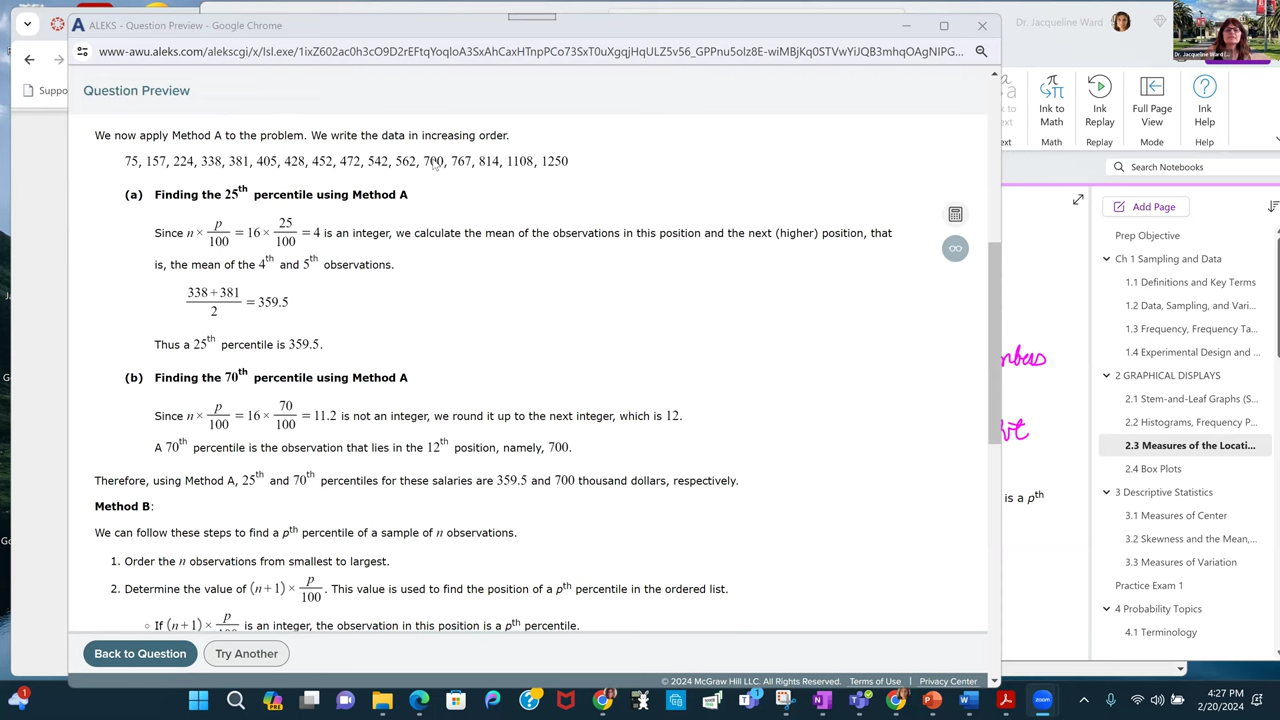 ALEKS - Question Preview - Google Chrome
Dr. Jacqueline Ward
Dr. Jacqueline Ward
Suppo
Question Preview
We now apply Method A to the problem. We write the data in increasing order.
75, 157, 224, 338, 381, 405, 428, 452, 472, 542, 562, 700, 767, 814, 1108, 1250
(a) Finding the 25th percentile using Method A
Since n × p/100 = 16 × 25/100 = 4 is an integer, we calculate the mean of the observations in this position and the next (higher) position, that
is, the mean of the 4th and 5th observations.
338 + 381 / 2 = 359.5
Thus a 25th percentile is 359.5.
(b) Finding the 70th percentile using Method A
Since n × p/100 = 16 × 70/100 = 11.2 is not an integer, we round it up to the next integer, which is 12.
A 70th percentile is the observation that lies in the 12th position, namely, 700.
Therefore, using Method A, 25th and 70th percentiles for these salaries are 359.5 and 700 thousand dollars, respectively.
Method B:
We can follow these steps to find a pth percentile of a sample of n observations.
1. Order the n observations from smallest to largest.
2. Determine the value of (n+1) × p/100. This value is used to find the position of a pth percentile in the ordered list.
If (n+1) × p/100 is an integer, the observation in this position is a pth percentile.
Back to Question
Try Another
© 2024 McGraw Hill LLC. All Rights Reserved.
Terms of Use
Privacy Center
Ink to Math
Ink Replay
Full Page View
Ink Help
Math
Replay
View
Help
Search Notebooks
is a pth
Add Page
Prep Objective
Ch 1 Sampling and Data
1.1 Definitions and Key Terms
1.2 Data, Sampling, and Vari...
1.3 Frequency, Frequency Ta...
1.4 Experimental Design and ...
2 GRAPHICAL DISPLAYS
2.1 Stem-and-Leaf Graphs (S...
2.2 Histograms, Frequency P...
2.3 Measures of the Locati...
2.4 Box Plots
3 Descriptive Statistics
3.1 Measures of Center
3.2 Skewness and the Mean,...
3.3 Measures of Variation
Practice Exam 1
4 Probability Topics
4.1 Terminology
4:27 PM
2/20/2024